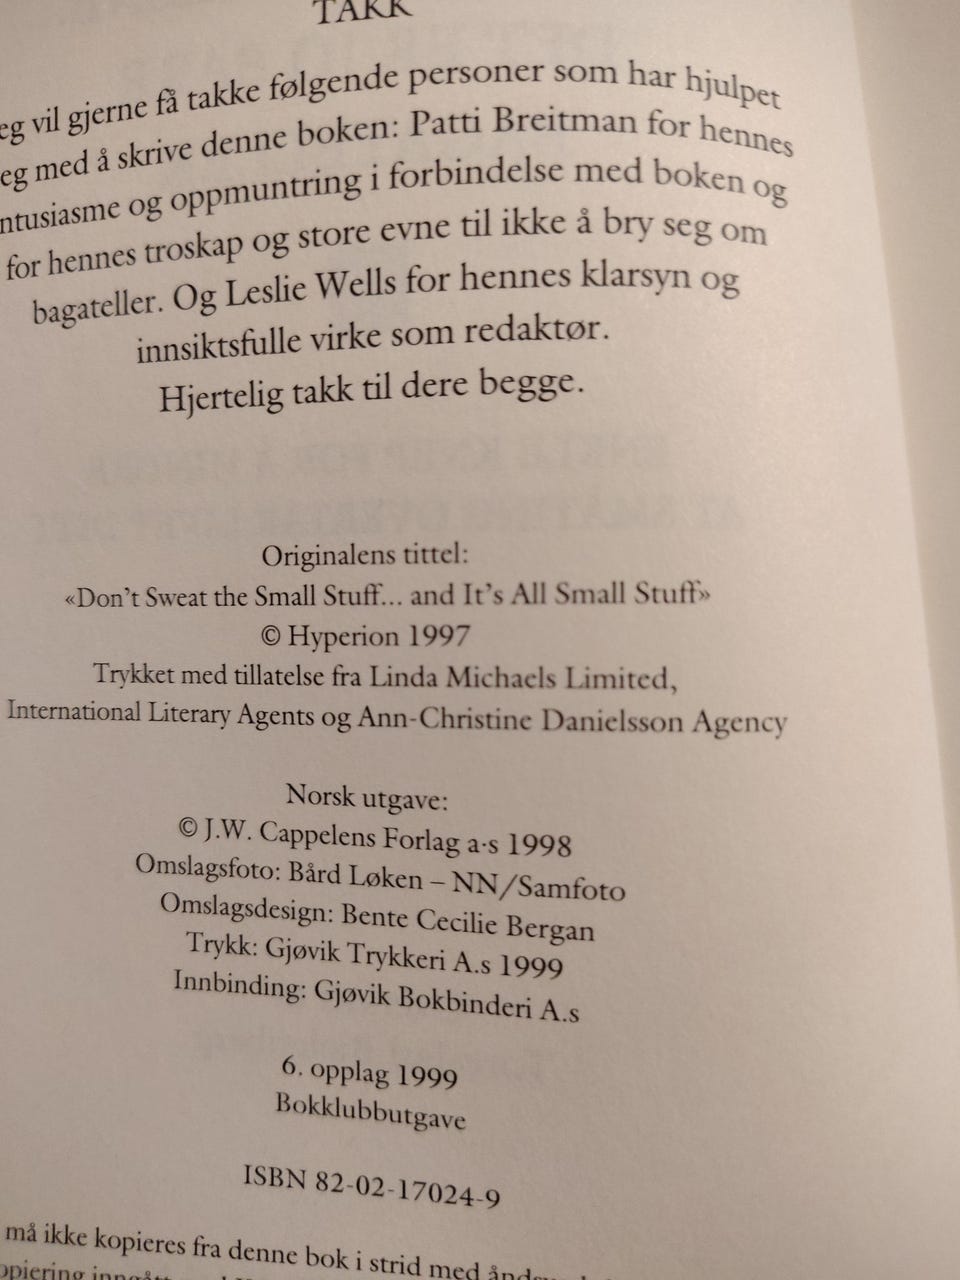 TAKK
eg vil gjerne få takke følgende personer som har hjulpet
eg med å skrive denne boken: Patti Breitman for hennes
ntusiasme og oppmuntring i forbindelse med boken og
for hennes troskap og store evne til ikke å bry seg om
bagateller. Og Leslie Wells for hennes klarsyn og
innsiktsfulle virke som redaktør.
Hjertelig takk til dere begge.
Originalens tittel:
«Don't Sweat the Small Stuff... and It's All Small Stuff»
© Hyperion 1997
Trykket med tillatelse fra Linda Michaels Limited,
International Literary Agents og Ann-Christine Danielsson Agency
Norsk utgave:
© J.W. Cappelens Forlag a·s 1998
Omslagsfoto: Bård Løken – NN/Samfoto
Omslagsdesign: Bente Cecilie Bergan
Trykk: Gjøvik Trykkeri A.s 1999
Innbinding: Gjøvik Bokbinderi A.s
6. opplag 1999
Bokklubbutgave
ISBN 82-02-17024-9
må ikke kopieres fra denne bok i strid med